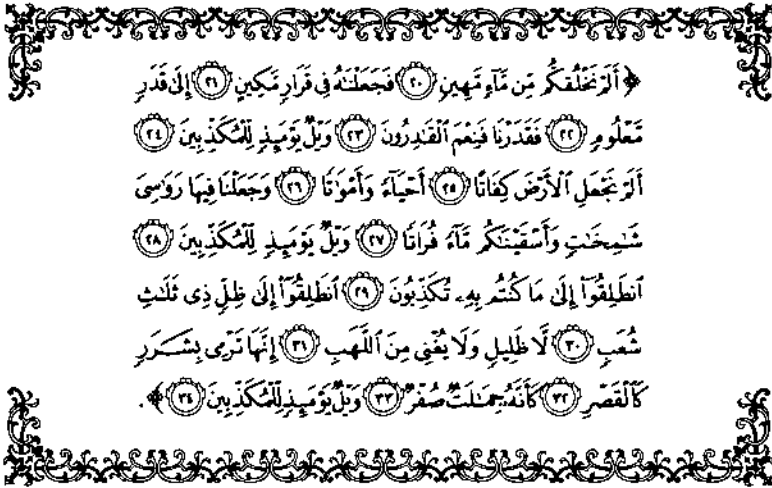 ﴿ أَلَمْ نَخْلُقكُّم مِّن مَّآءٍ مَّهِينٍ ﴿٢٠﴾ فَجَعَلْنَٰهُ فِى قَرَارٍ مَّكِينٍ ﴿٢١﴾ إِلَىٰ قَدَرٍ
مَّعْلُومٍ ﴿٢٢﴾ فَقَدَرْنَا فَنِعْمَ ٱلْقَٰدِرُونَ ﴿٢٣﴾ وَيْلٌ يَوْمَئِذٍ لِّلْمُكَذِّبِينَ ﴿٢٤﴾
أَلَمْ نَجْعَلِ ٱلْأَرْضَ كِفَاتًا ﴿٢٥﴾ أَحْيَآءً وَأَمْوَٰتًا ﴿٢٦﴾ وَجَعَلْنَا فِيهَا رَوَٰسِىَ
شَٰمِخَٰتٍ وَأَسْقَيْنَٰكُم مَّآءً فُرَاتًا ﴿٢٧﴾ وَيْلٌ يَوْمَئِذٍ لِّلْمُكَذِّبِينَ ﴿٢٨﴾
ٱنطَلِقُوٓا۟ إِلَىٰ مَا كُنتُم بِهِۦ تُكَذِّبُونَ ﴿٢٩﴾ ٱنطَلِقُوٓا۟ إِلَىٰ ظِلٍّ ذِى ثَلَٰثِ
شُعَبٍ ﴿٣٠﴾ لَّا ظَلِيلٍ وَلَا يُغْنِى مِنَ ٱللَّهَبِ ﴿٣١﴾ إِنَّهَا تَرْمِى بِشَرَرٍ
كَٱلْقَصْرِ ﴿٣٢﴾ كَأَنَّهُۥ جِمَٰلَتٌ صُفْرٌ ﴿٣٣﴾ وَيْلٌ يَوْمَئِذٍ لِّلْمُكَذِّبِينَ ﴿٣٤﴾ ﴾.